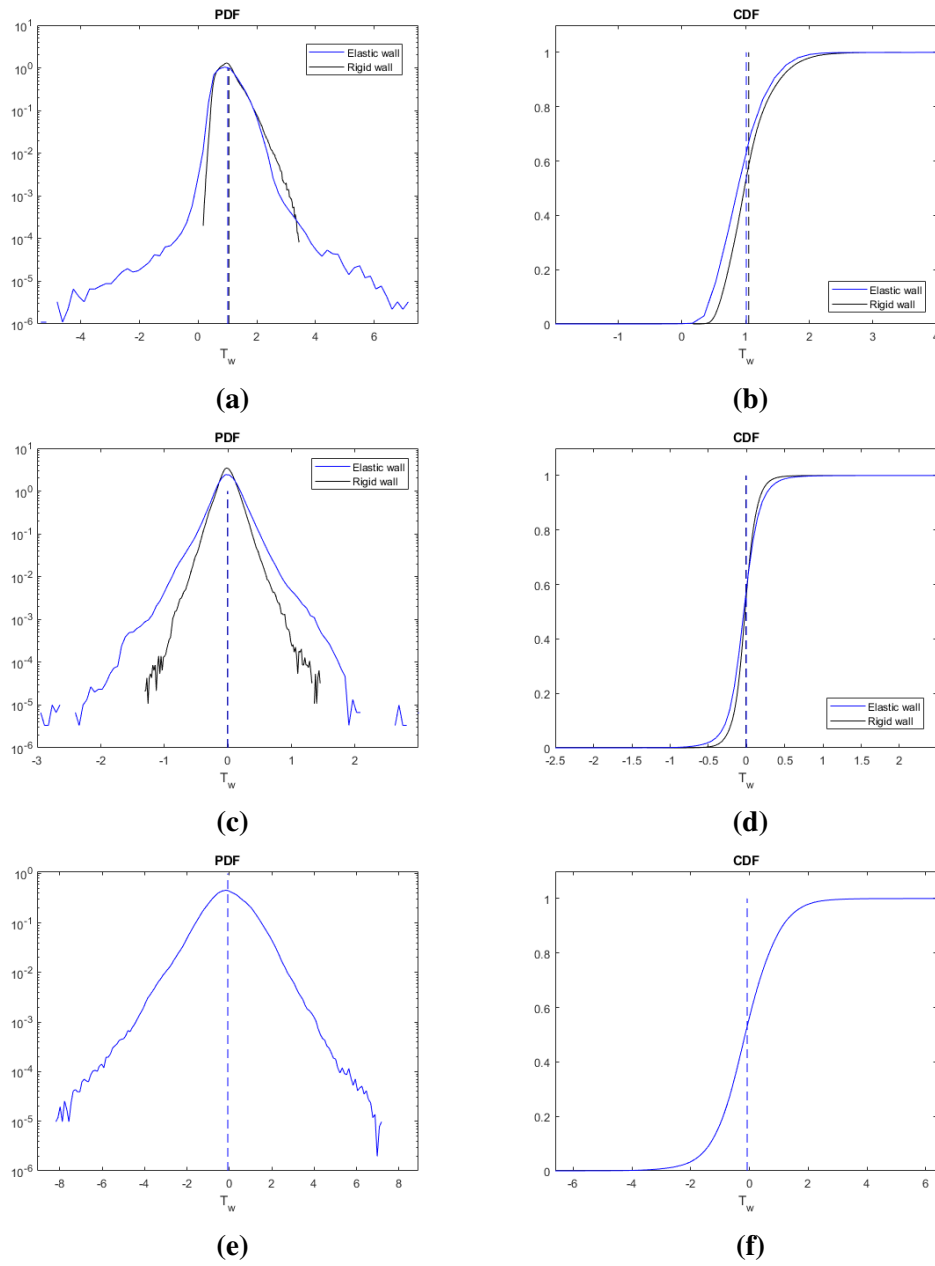 PDF
10^1
10^0
10^-1
10^-2
10^-3
10^-4
10^-5
10^-6
-4 -2 0 2 4 6
T_w
Elastic wall
Rigid wall
(a)
CDF
1
0.8
0.6
0.4
0.2
0
-1 0 1 2 3 4
T_w
Elastic wall
Rigid wall
(b)
PDF
10^1
10^0
10^-1
10^-2
10^-3
10^-4
10^-5
10^-6
-3 -2 -1 0 1 2
T_w
Elastic wall
Rigid wall
(c)
CDF
1
0.8
0.6
0.4
0.2
0
-2.5 -2 -1.5 -1 -0.5 0 0.5 1 1.5 2
T_w
Elastic wall
Rigid wall
(d)
PDF
10^0
10^-1
10^-2
10^-3
10^-4
10^-5
10^-6
-8 -6 -4 -2 0 2 4 6 8
T_w
(e)
CDF
1
0.8
0.6
0.4
0.2
0
-6 -4 -2 0 2 4 6
T_w
(f)